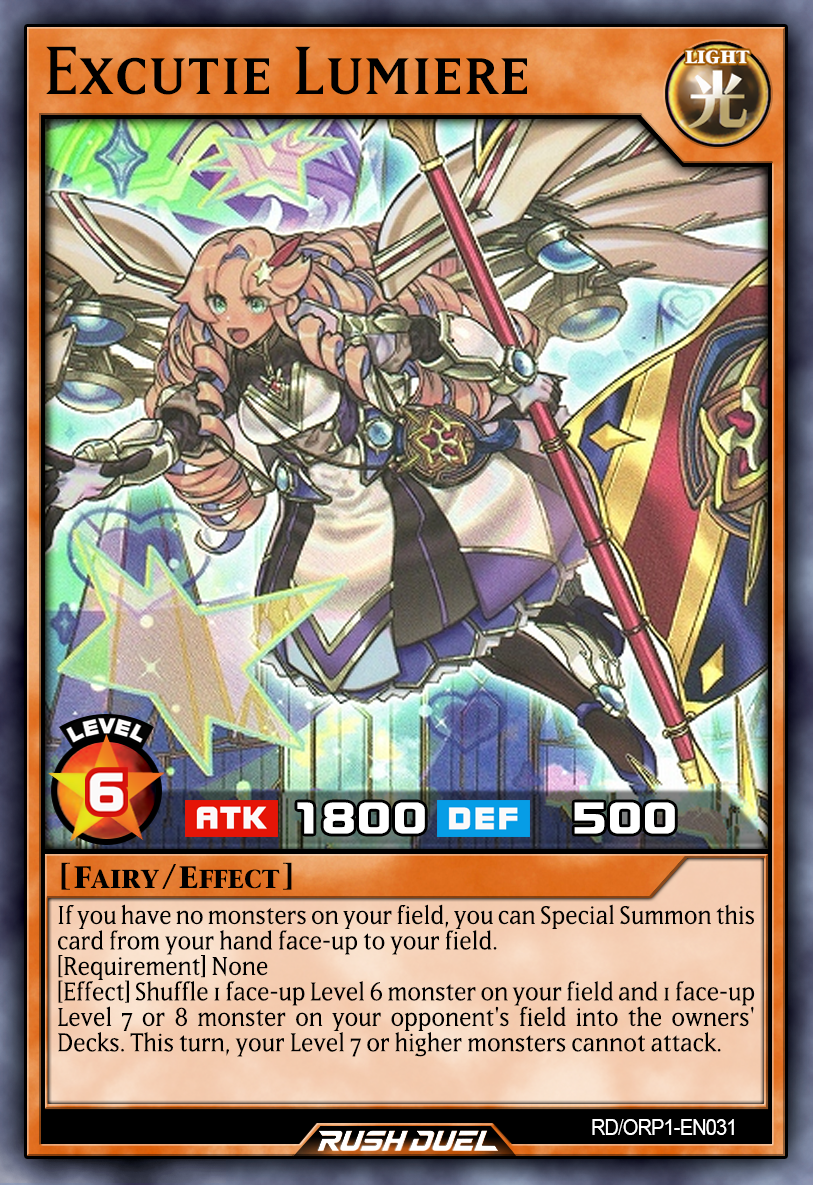 Excutie Lumiere
LIGHT
光
LEVEL
6
ATK 1800 DEF 500
[Fairy/Effect]
If you have no monsters on your field, you can Special Summon this
card from your hand face-up to your field.
[Requirement] None
[Effect] Shuffle 1 face-up Level 6 monster on your field and 1 face-up
Level 7 or 8 monster on your opponent's field into the owners'
Decks. This turn, your Level 7 or higher monsters cannot attack.
RD/ORP1-EN031
RUSH DUEL